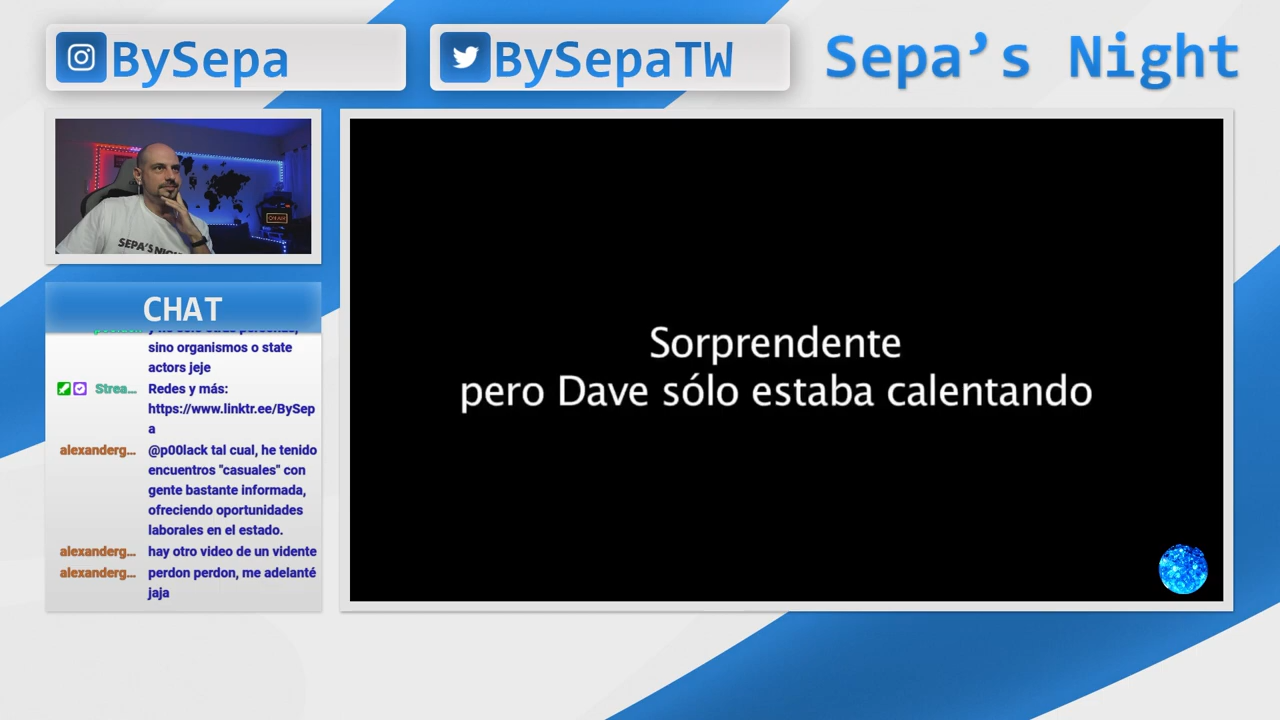 BySepa
BySepaTW
Sepa’s Night
ON AIR
CHAT
sino organismos o state
actors jeje
Strea... Redes y más:
https://www.linktr.ee/BySep
a
alexanderg... @p00lack tal cual, he tenido
encuentros "casuales" con
gente bastante informada,
ofreciendo oportunidades
laborales en el estado.
alexanderg... hay otro video de un vidente
alexanderg... perdon perdon, me adelanté
jaja
Sorprendente
pero Dave sólo estaba calentando